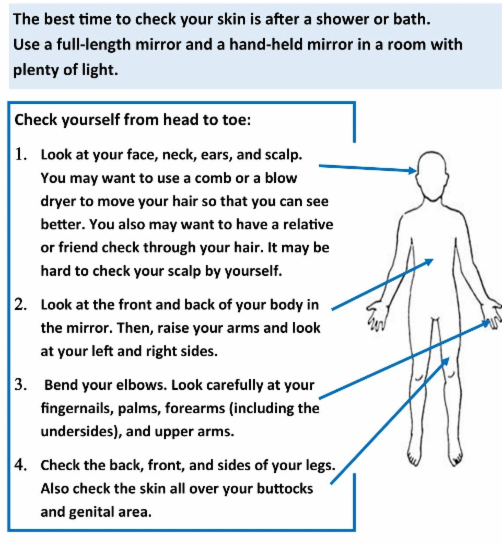 The best time to check your skin is after a shower or bath.
Use a full-length mirror and a hand-held mirror in a room with
plenty of light.
Check yourself from head to toe:
1. Look at your face, neck, ears, and scalp.
You may want to use a comb or a blow
dryer to move your hair so that you can see
better. You also may want to have a relative
or friend check through your hair. It may be
hard to check your scalp by yourself.
2. Look at the front and back of your body in
the mirror. Then, raise your arms and look
at your left and right sides.
3. Bend your elbows. Look carefully at your
fingernails, palms, forearms (including the
undersides), and upper arms.
4. Check the back, front, and sides of your legs.
Also check the skin all over your buttocks
and genital area.